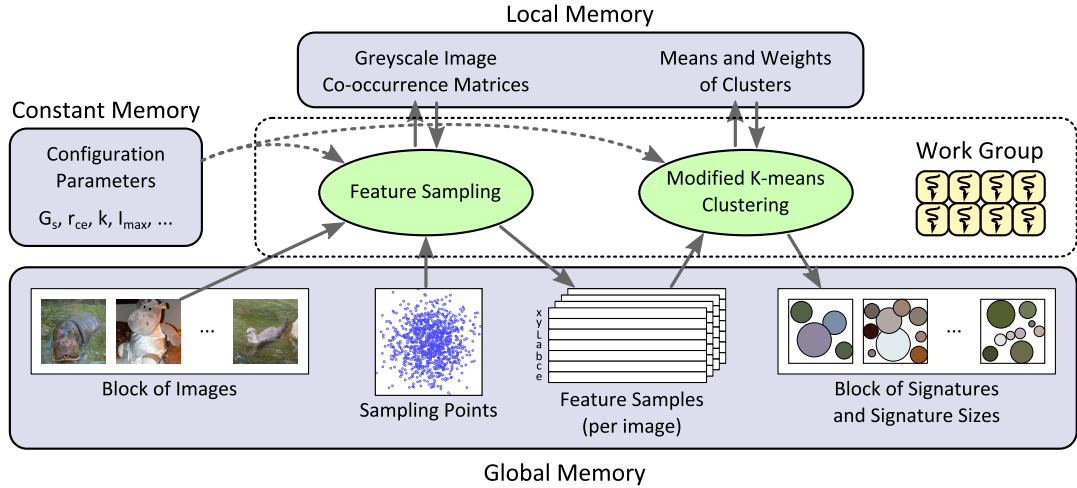 Local Memory
Greyscale Image
Co-occurrence Matrices
Means and Weights
of Clusters
Constant Memory
Configuration
Parameters
Gs, rce, k, Imax, ...
Feature Sampling
Modified K-means
Clustering
Work Group
...
x
y
L
a
b
c
e
...
Block of Images
Sampling Points
Feature Samples
(per image)
Block of Signatures
and Signature Sizes
Global Memory